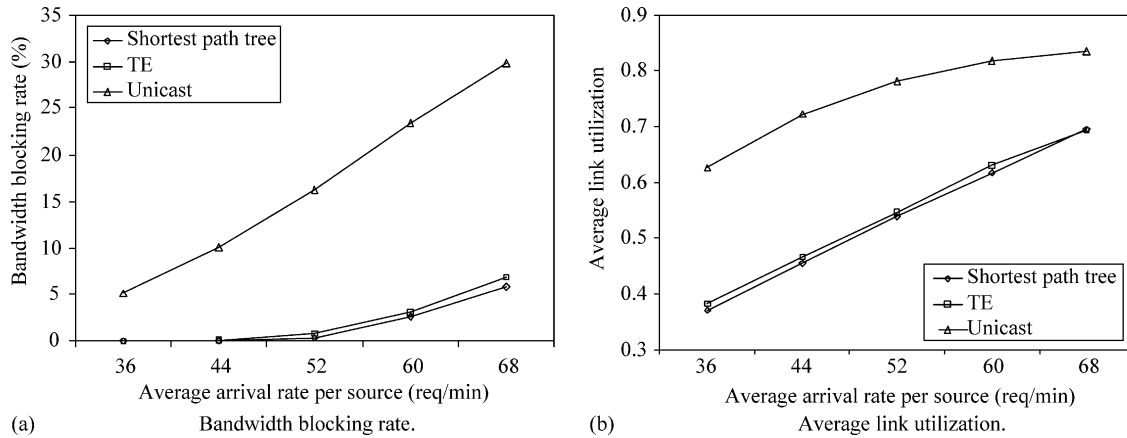 35
30
25
20
15
10
5
0
Bandwidth blocking rate (%)
Shortest path tree
TE
Unicast
36 44 52 60 68
Average arrival rate per source (req/min)
(a) Bandwidth blocking rate.
0.9
0.8
0.7
0.6
0.5
0.4
0.3
Average link utilization
Shortest path tree
TE
Unicast
36 44 52 60 68
Average arrival rate per source (req/min)
(b) Average link utilization.